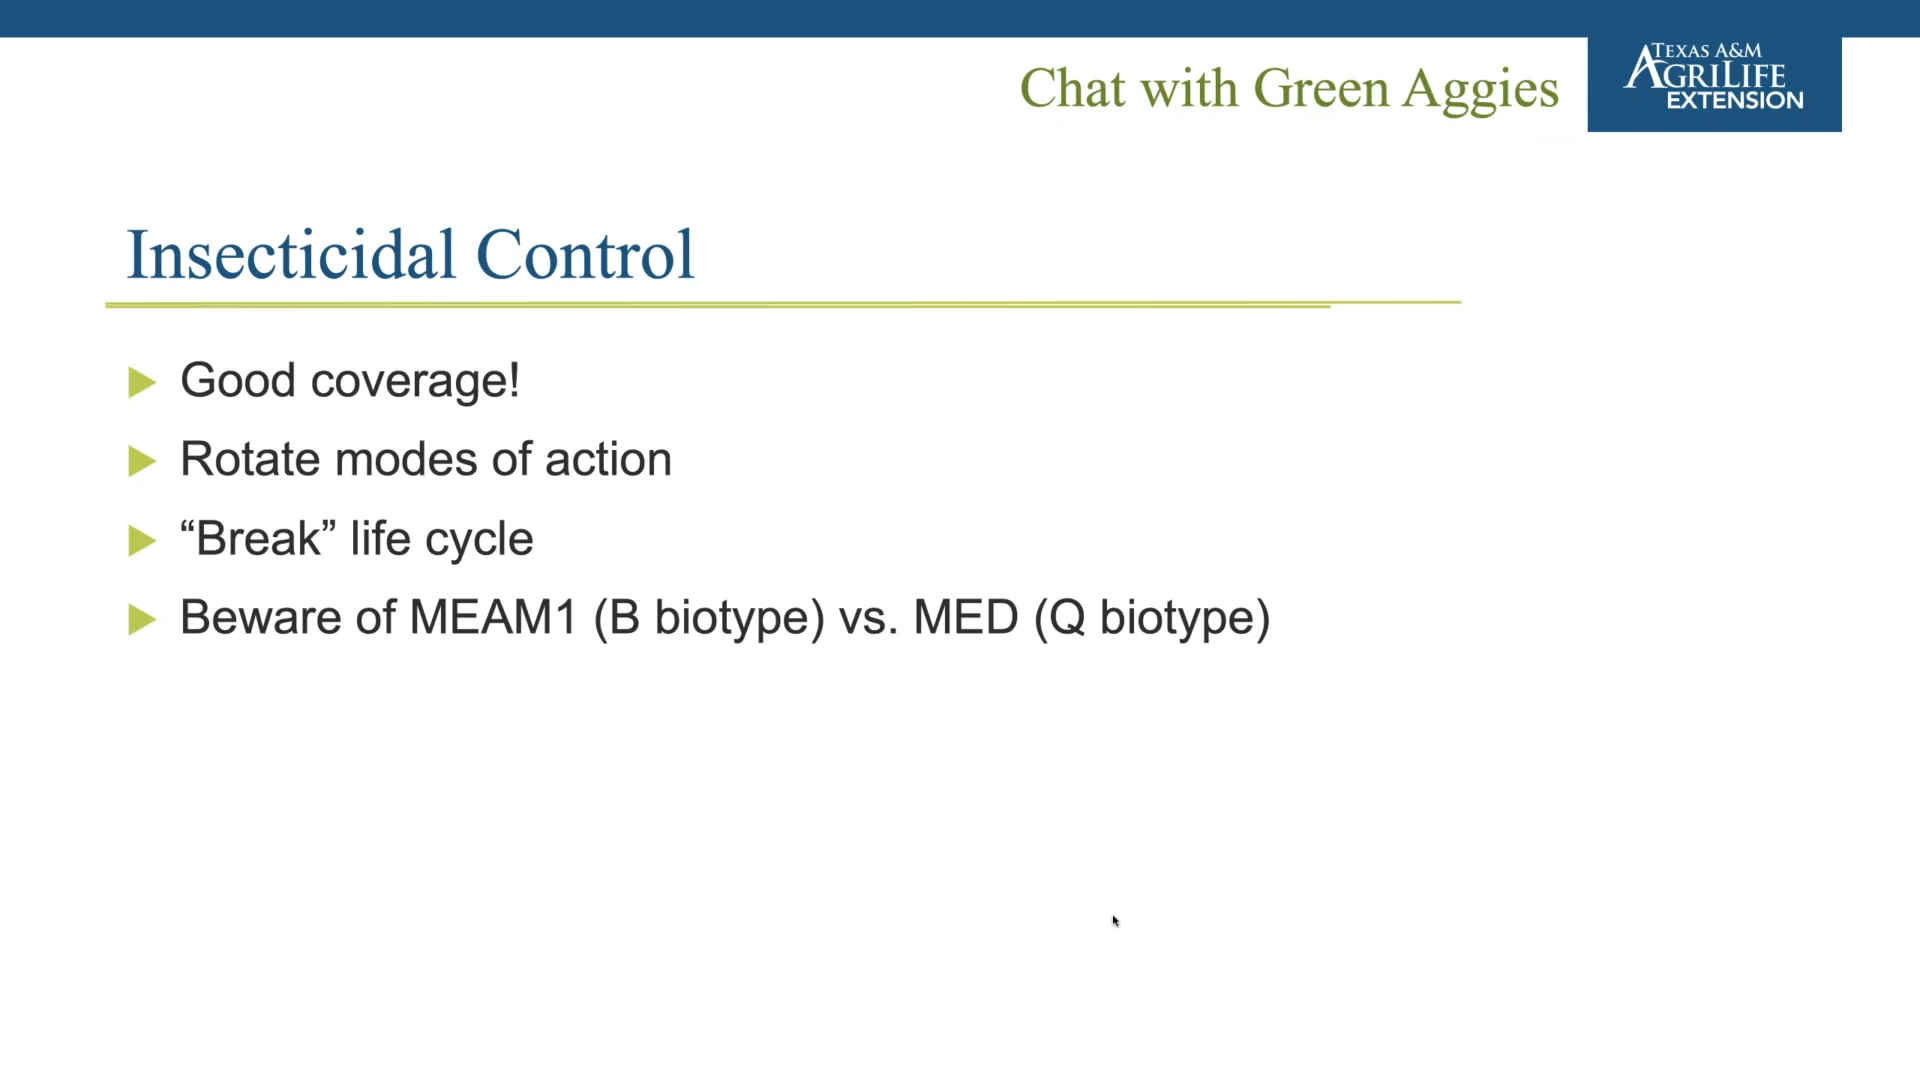 Chat with Green Aggies
TEXAS A&M
AGRILIFE
EXTENSION
Insecticidal Control
Good coverage!
Rotate modes of action
“Break” life cycle
Beware of MEAM1 (B biotype) vs. MED (Q biotype)